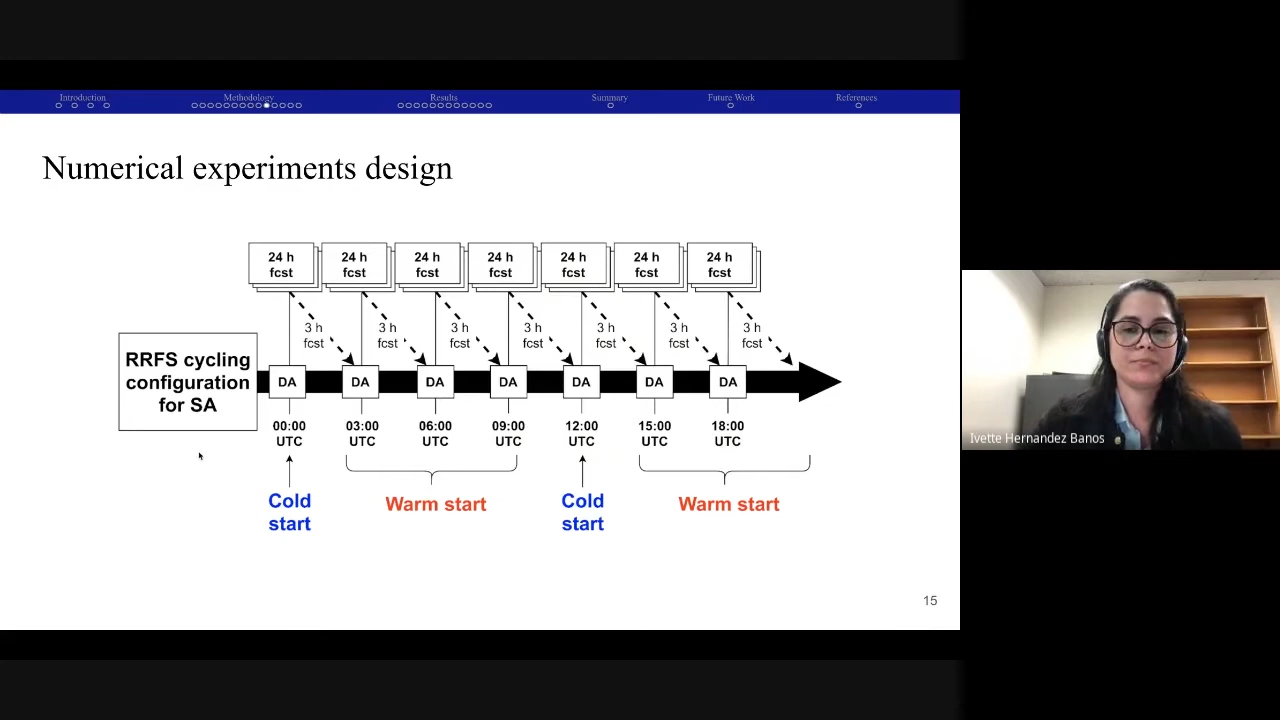 Introduction Methodology Results Summary Future Work References
Numerical experiments design
24 h fcst
24 h fcst
24 h fcst
24 h fcst
24 h fcst
24 h fcst
24 h fcst
3 h fcst
3 h fcst
3 h fcst
3 h fcst
3 h fcst
3 h fcst
3 h fcst
RRFS cycling
configuration
for SA
DA DA DA DA DA DA DA
00:00 UTC
03:00 UTC
06:00 UTC
09:00 UTC
12:00 UTC
15:00 UTC
18:00 UTC
Cold
start
Warm start
Cold
start
Warm start
15
Ivette Hernandez Banos